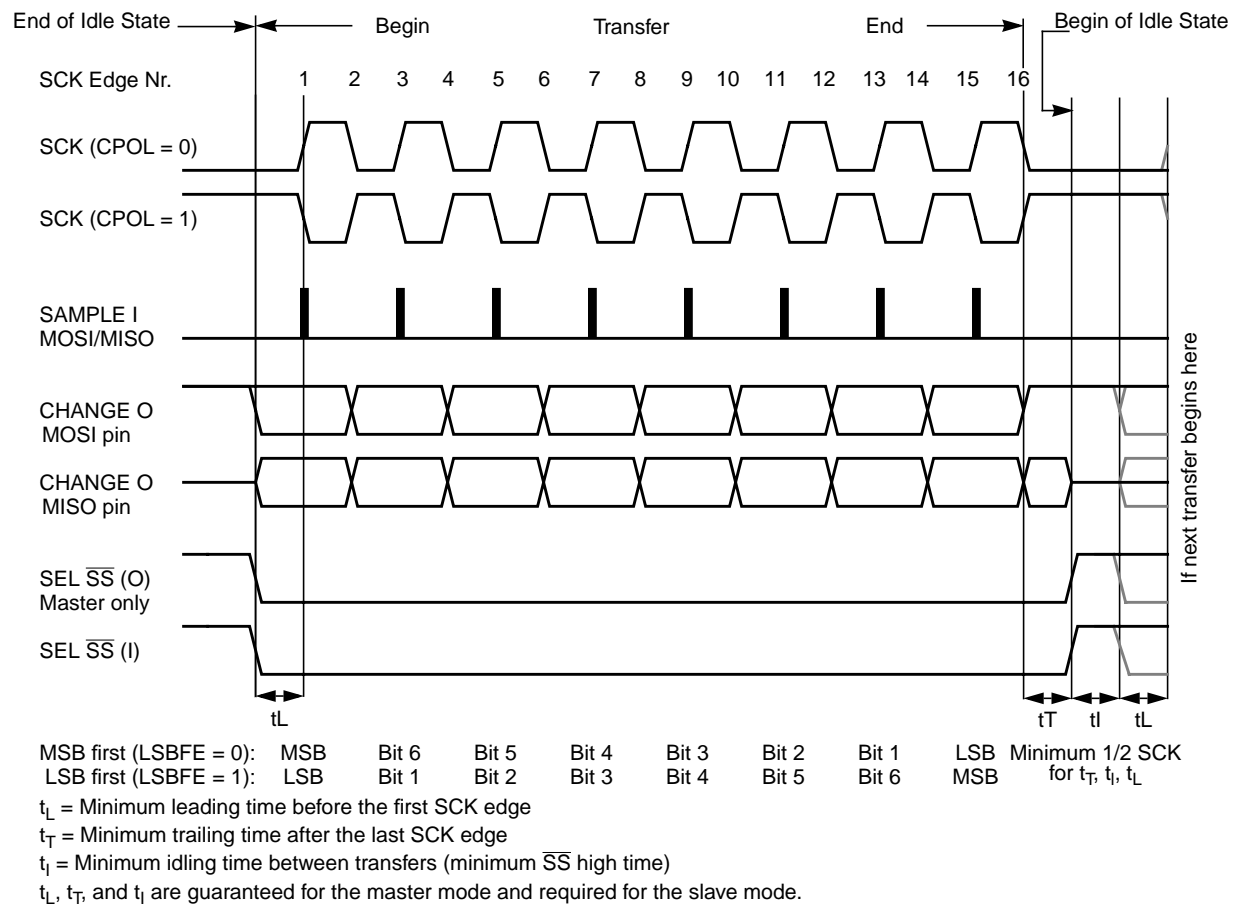 End of Idle State
Begin
Transfer
End
Begin of Idle State
SCK Edge Nr.
1 2 3 4 5 6 7 8 9 10 11 12 13 14 15 16
SCK (CPOL = 0)
SCK (CPOL = 1)
SAMPLE I
MOSI/MISO
CHANGE O
MOSI pin
CHANGE O
MISO pin
SEL S̅S̅ (O)
Master only
SEL S̅S̅ (I)
If next transfer begins here
tL
tT tI tL
MSB first (LSBFE = 0): MSB Bit 6 Bit 5 Bit 4 Bit 3 Bit 2 Bit 1 LSB Minimum 1/2 SCK
LSB first (LSBFE = 1): LSB Bit 1 Bit 2 Bit 3 Bit 4 Bit 5 Bit 6 MSB for tT, tI, tL
tL = Minimum leading time before the first SCK edge
tT = Minimum trailing time after the last SCK edge
tI = Minimum idling time between transfers (minimum S̅S̅ high time)
tL, tT, and tI are guaranteed for the master mode and required for the slave mode.